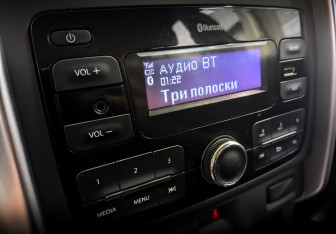 Bluetooth
АУДИО BT
01:22
Три полоски
VOL +
VOL −
1 2 3
MEDIA MENU